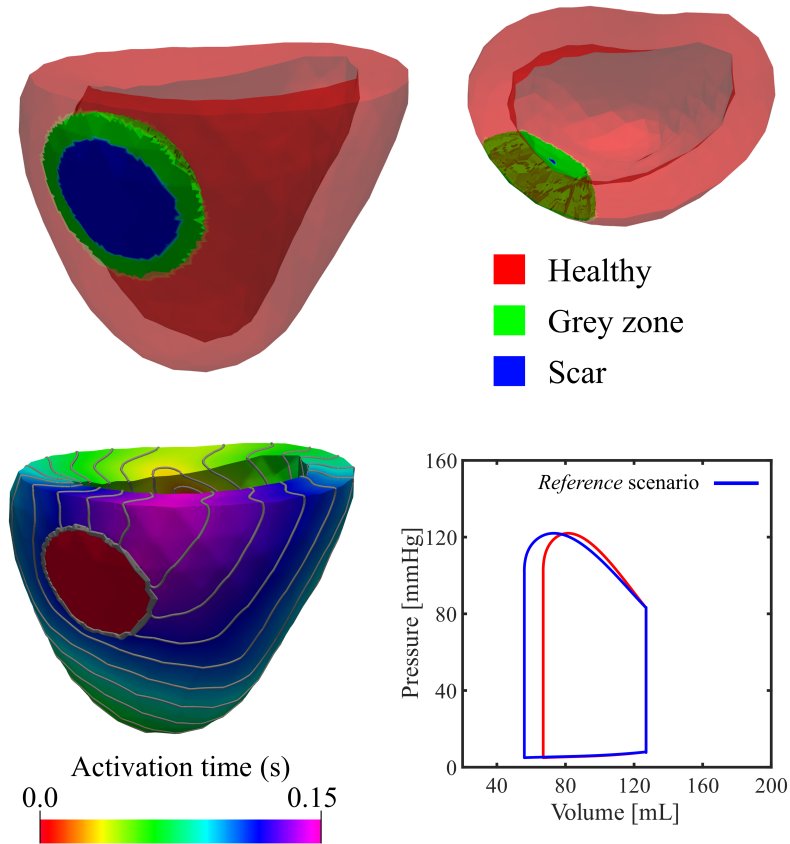 Healthy
Grey zone
Scar
Activation time (s)
0.0 0.15
160
120
80
40
0
Pressure [mmHg]
Reference scenario
40 80 120 160 200
Volume [mL]